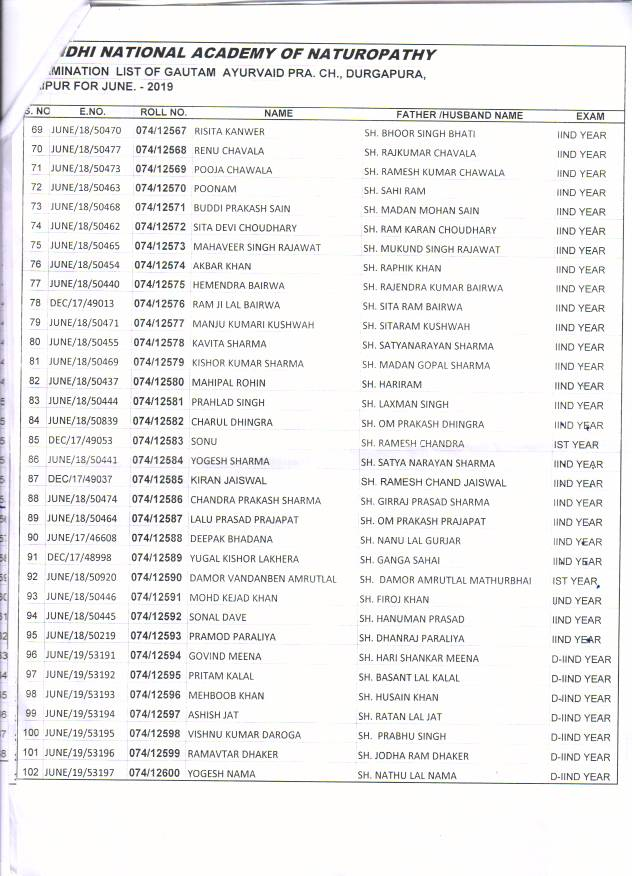 DHI NATIONAL ACADEMY OF NATUROPATHY
MINATION LIST OF GAUTAM AYURVAID PRA. CH., DURGAPURA,
IPUR FOR JUNE. - 2019
S. NO E.NO. ROLL NO. NAME FATHER /HUSBAND NAME EXAM
69 JUNE/18/50470 074/12567 RISITA KANWER SH. BHOOR SINGH BHATI IIND YEAR
70 JUNE/18/50477 074/12568 RENU CHAVALA SH. RAJKUMAR CHAVALA IIND YEAR
71 JUNE/18/50473 074/12569 POOJA CHAWALA SH. RAMESH KUMAR CHAWALA IIND YEAR
72 JUNE/18/50463 074/12570 POONAM SH. SAHI RAM IIND YEAR
73 JUNE/18/50468 074/12571 BUDDI PRAKASH SAIN SH. MADAN MOHAN SAIN IIND YEAR
74 JUNE/18/50462 074/12572 SITA DEVI CHOUDHARY SH. RAM KARAN CHOUDHARY IIND YEAR
75 JUNE/18/50465 074/12573 MAHAVEER SINGH RAJAWAT SH. MUKUND SINGH RAJAWAT IIND YEAR
76 JUNE/18/50454 074/12574 AKBAR KHAN SH. RAPHIK KHAN IIND YEAR
77 JUNE/18/50440 074/12575 HEMENDRA BAIRWA SH. RAJENDRA KUMAR BAIRWA IIND YEAR
78 DEC/17/49013 074/12576 RAM JI LAL BAIRWA SH. SITA RAM BAIRWA IIND YEAR
79 JUNE/18/50471 074/12577 MANJU KUMARI KUSHWAH SH. SITARAM KUSHWAH IIND YEAR
80 JUNE/18/50455 074/12578 KAVITA SHARMA SH. SATYANARAYAN SHARMA IIND YEAR
81 JUNE/18/50469 074/12579 KISHOR KUMAR SHARMA SH. MADAN GOPAL SHARMA IIND YEAR
82 JUNE/18/50437 074/12580 MAHIPAL ROHIN SH. HARIRAM IIND YEAR
83 JUNE/18/50444 074/12581 PRAHLAD SINGH SH. LAXMAN SINGH IIND YEAR
84 JUNE/18/50839 074/12582 CHARUL DHINGRA SH. OM PRAKASH DHINGRA IIND YEAR
85 DEC/17/49053 074/12583 SONU SH. RAMESH CHANDRA IST YEAR
86 JUNE/18/50441 074/12584 YOGESH SHARMA SH. SATYA NARAYAN SHARMA IIND YEAR
87 DEC/17/49037 074/12585 KIRAN JAISWAL SH. RAMESH CHAND JAISWAL IIND YEAR
88 JUNE/18/50474 074/12586 CHANDRA PRAKASH SHARMA SH. GIRRAJ PRASAD SHARMA IIND YEAR
89 JUNE/18/50464 074/12587 LALU PRASAD PRAJAPAT SH. OM PRAKASH PRAJAPAT IIND YEAR
90 JUNE/17/46608 074/12588 DEEPAK BHADANA SH. NANU LAL GURJAR IIND YEAR
91 DEC/17/48998 074/12589 YUGAL KISHOR LAKHERA SH. GANGA SAHAI IIND YEAR
92 JUNE/18/50920 074/12590 DAMOR VANDANBEN AMRUTLAL SH. DAMOR AMRUTLAL MATHURBHAI IST YEAR
93 JUNE/18/50446 074/12591 MOHD KEJAD KHAN SH. FIROJ KHAN IIND YEAR
94 JUNE/18/50445 074/12592 SONAL DAVE SH. HANUMAN PRASAD IIND YEAR
95 JUNE/18/50219 074/12593 PRAMOD PARALIYA SH. DHANRAJ PARALIYA IIND YEAR
96 JUNE/19/53191 074/12594 GOVIND MEENA SH. HARI SHANKAR MEENA D-IIND YEAR
97 JUNE/19/53192 074/12595 PRITAM KALAL SH. BASANT LAL KALAL D-IIND YEAR
98 JUNE/19/53193 074/12596 MEHBOOB KHAN SH. HUSAIN KHAN D-IIND YEAR
99 JUNE/19/53194 074/12597 ASHISH JAT SH. RATAN LAL JAT D-IIND YEAR
100 JUNE/19/53195 074/12598 VISHNU KUMAR DAROGA SH. PRABHU SINGH D-IIND YEAR
101 JUNE/19/53196 074/12599 RAMAVTAR DHAKER SH. JODHA RAM DHAKER D-IIND YEAR
102 JUNE/19/53197 074/12600 YOGESH NAMA SH. NATHU LAL NAMA D-IIND YEAR